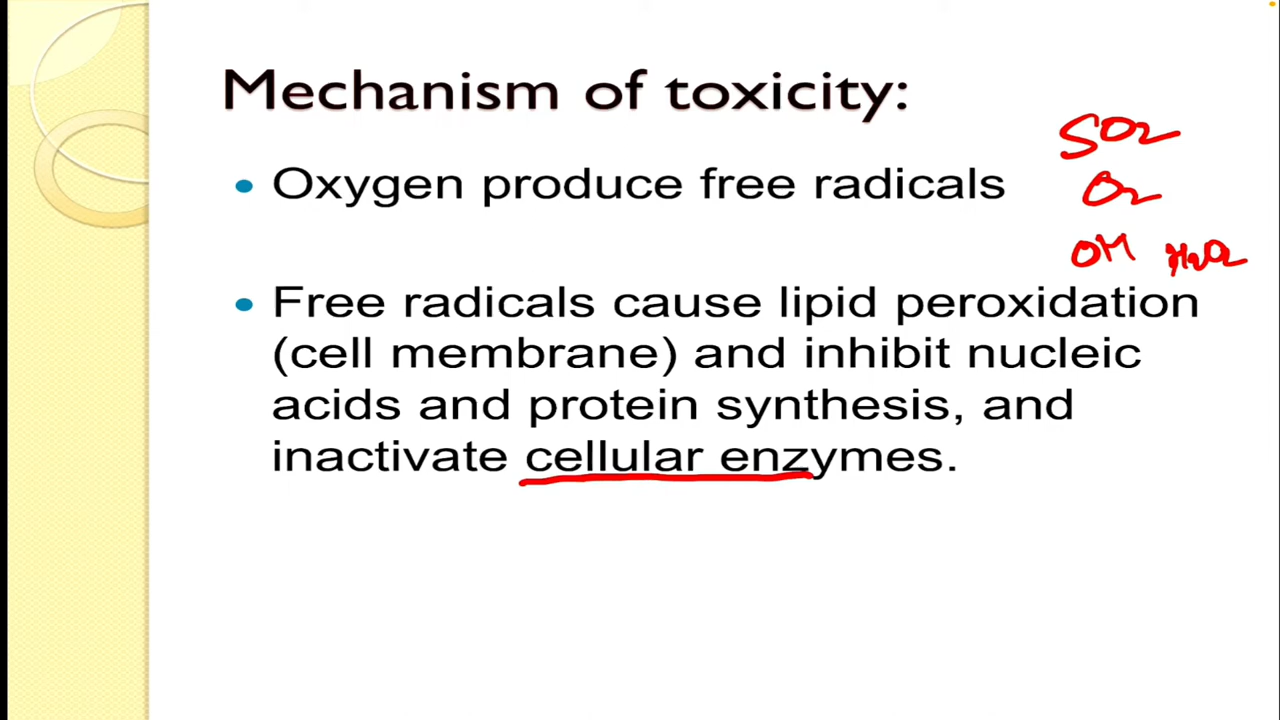 Mechanism of toxicity:
SO2
• Oxygen produce free radicals
O2
OH H2O2
• Free radicals cause lipid peroxidation
(cell membrane) and inhibit nucleic
acids and protein synthesis, and
inactivate cellular enzymes.